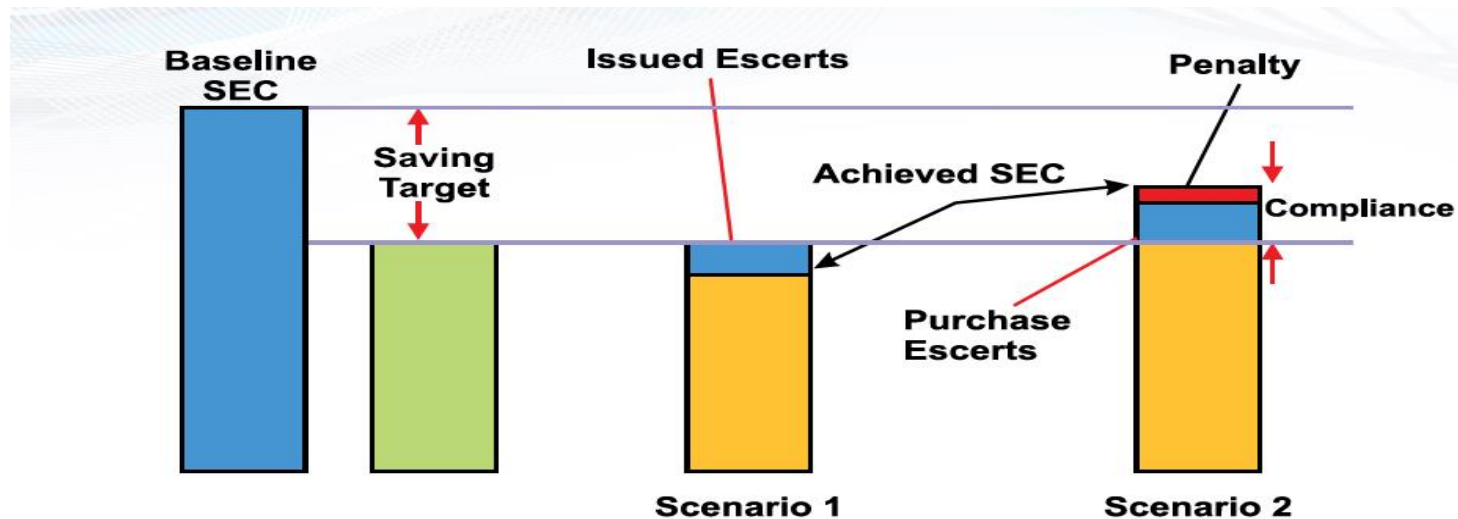 Baseline
SEC
Issued Escerts
Penalty
Saving
Target
Achieved SEC
Compliance
Purchase
Escerts
Scenario 1
Scenario 2